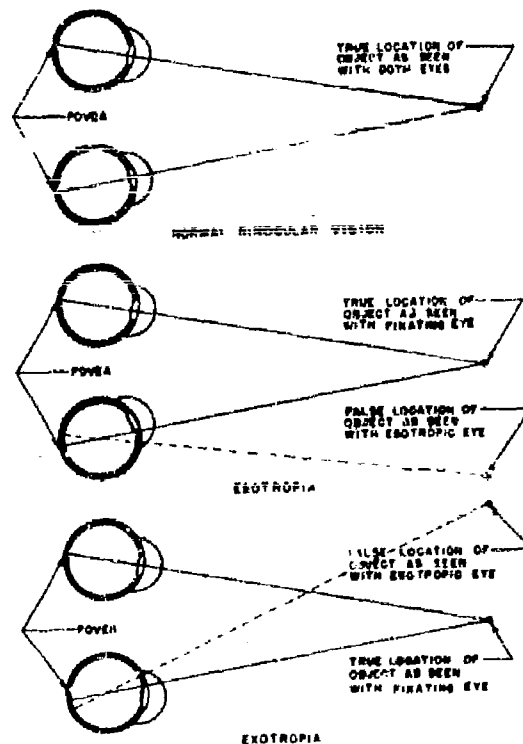 TRUE LOCATION OF
OBJECT AS SEEN
WITH BOTH EYES
FOVEA
NORMAL BINOCULAR VISION
TRUE LOCATION OF
OBJECT AS SEEN
WITH FIXATING EYE
FOVEA
FALSE LOCATION OF
OBJECT AS SEEN
WITH ESOTROPIC EYE
ESOTROPIA
FALSE LOCATION OF
OBJECT AS SEEN
WITH EXOTROPIC EYE
FOVEA
TRUE LOCATION OF
OBJECT AS SEEN
WITH FIXATING EYE
EXOTROPIA